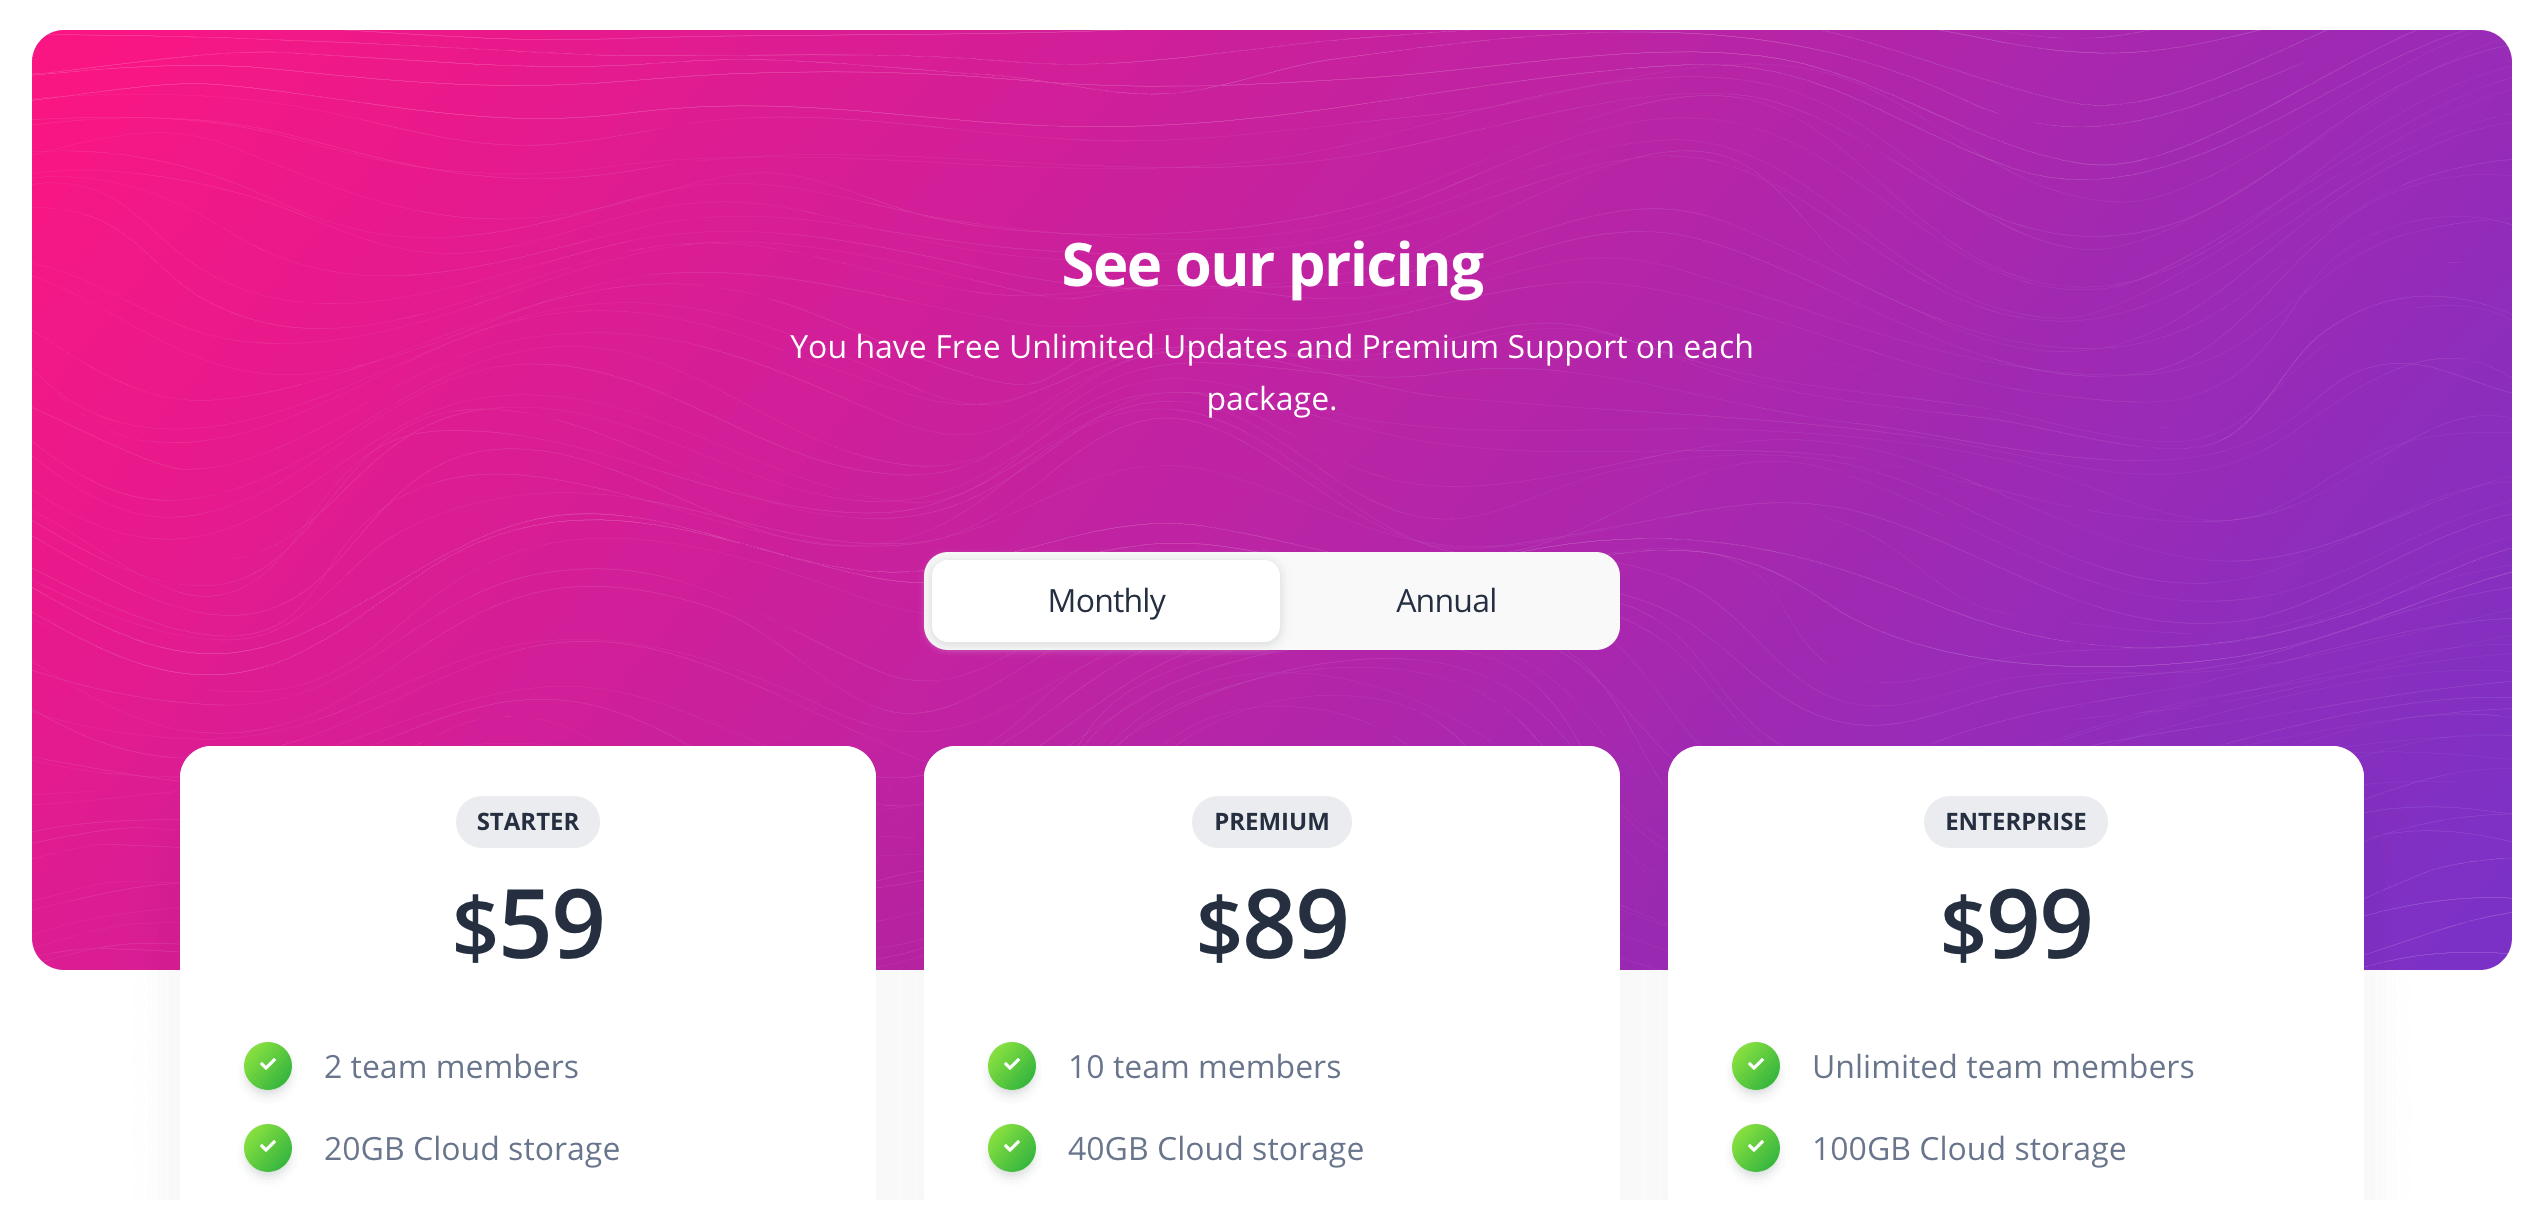 See our pricing
You have Free Unlimited Updates and Premium Support on each
package.
Monthly
Annual
STARTER
$59
2 team members
20GB Cloud storage
PREMIUM
$89
10 team members
40GB Cloud storage
ENTERPRISE
$99
Unlimited team members
100GB Cloud storage